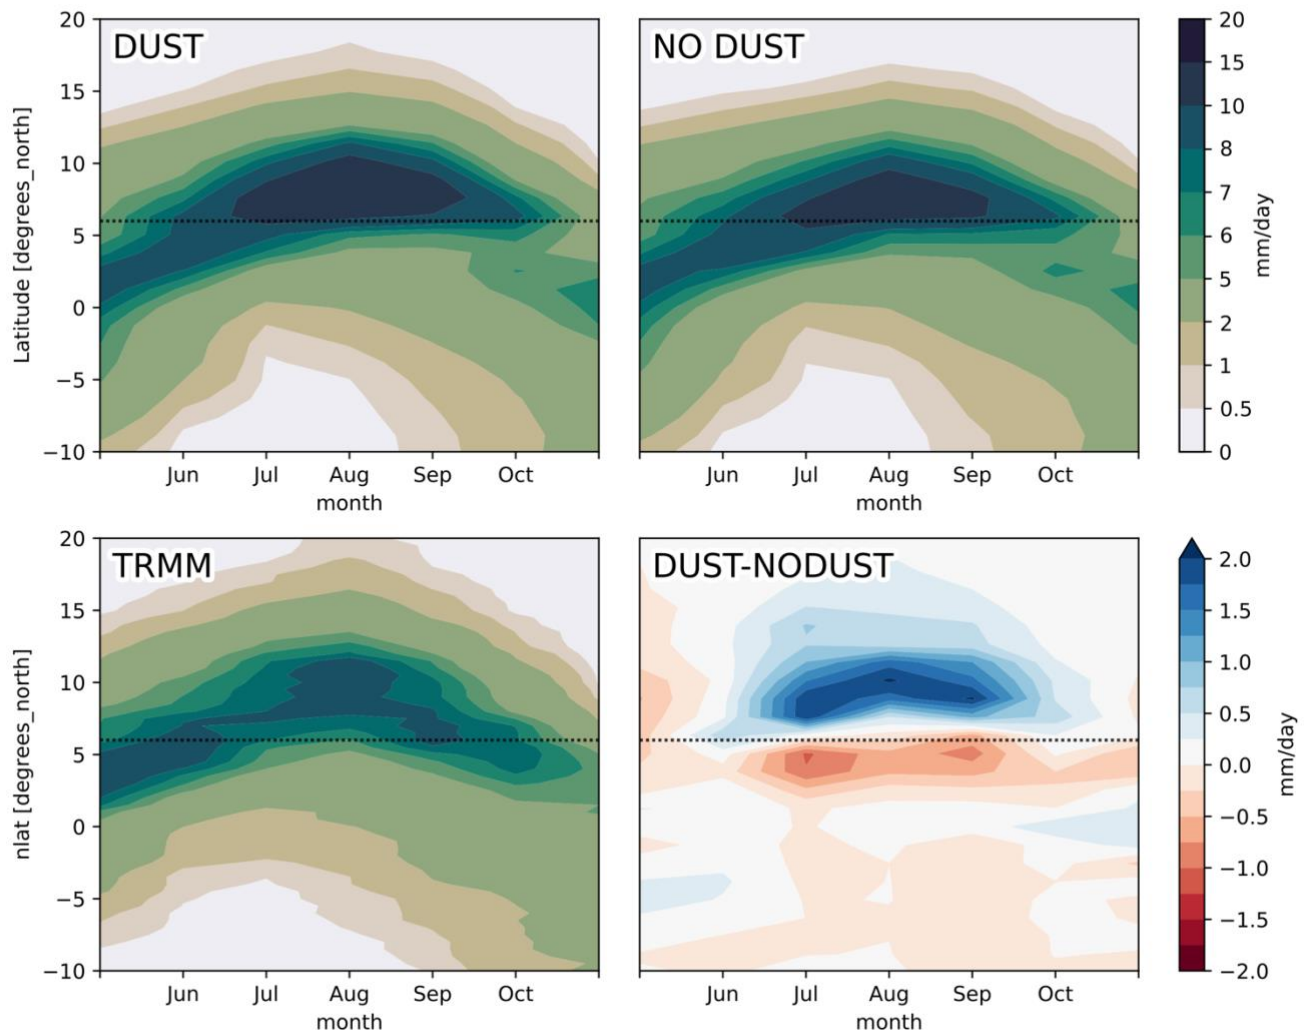 DUST
20
15
10
5
0
−5
−10
Latitude [degrees_north]
Jun Jul Aug Sep Oct
month
NO DUST
Jun Jul Aug Sep Oct
month
20
15
10
8
7
6
5
2
1
0.5
0
mm/day
TRMM
20
15
10
5
0
−5
−10
nlat [degrees_north]
Jun Jul Aug Sep Oct
month
DUST-NODUST
Jun Jul Aug Sep Oct
month
2.0
1.5
1.0
0.5
0.0
−0.5
−1.0
−1.5
−2.0
mm/day